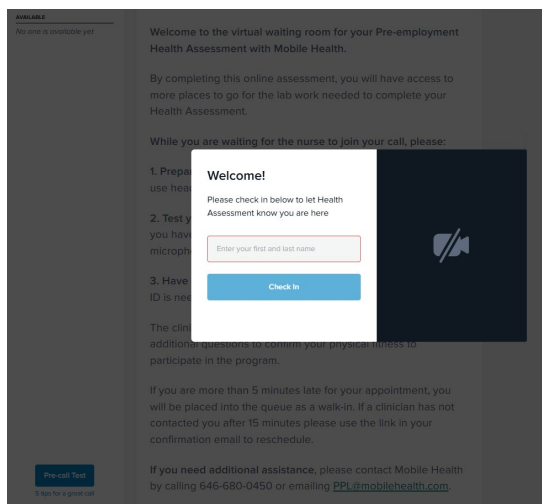 AVAILABLE
No one is available yet
Welcome to the virtual waiting room for your Pre-employment
Health Assessment with Mobile Health.
By completing this online assessment, you will have access to
more places to go for the lab work needed to complete your
Health Assessment.
While you are waiting for the nurse to join your call, please:
1. Prepa
use hea
2. Test y
you have
microph
3. Have
ID is nee
Welcome!
Please check in below to let Health
Assessment know you are here
Enter your first and last name
Check In
The clini
additional questions to confirm your physical fitness to
participate in the program.
If you are more than 5 minutes late for your appointment, you
will be placed into the queue as a walk-in. If a clinician has not
contacted you after 15 minutes please use the link in your
confirmation email to reschedule.
If you need additional assistance, please contact Mobile Health
by calling 646-680-0450 or emailing PPL@mobilehealth.com.
Pre-call Test
5 tips for a great call